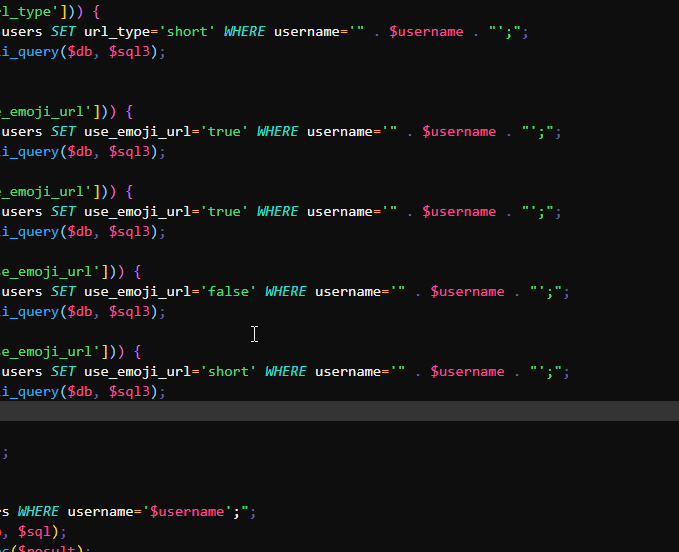 l_type'])) {
users SET url_type='short' WHERE username='" . $username . "';";
i_query($db, $sql3);
e_emoji_url'])) {
users SET use_emoji_url='true' WHERE username='" . $username . "';";
i_query($db, $sql3);
e_emoji_url'])) {
users SET use_emoji_url='true' WHERE username='" . $username . "';";
i_query($db, $sql3);
se_emoji_url'])) {
users SET use_emoji_url='false' WHERE username='" . $username . "';";
i_query($db, $sql3);
se_emoji_url'])) {
users SET use_emoji_url='short' WHERE username='" . $username . "';";
i_query($db, $sql3);
;
s WHERE username='$username';";
, $sql);
($result);